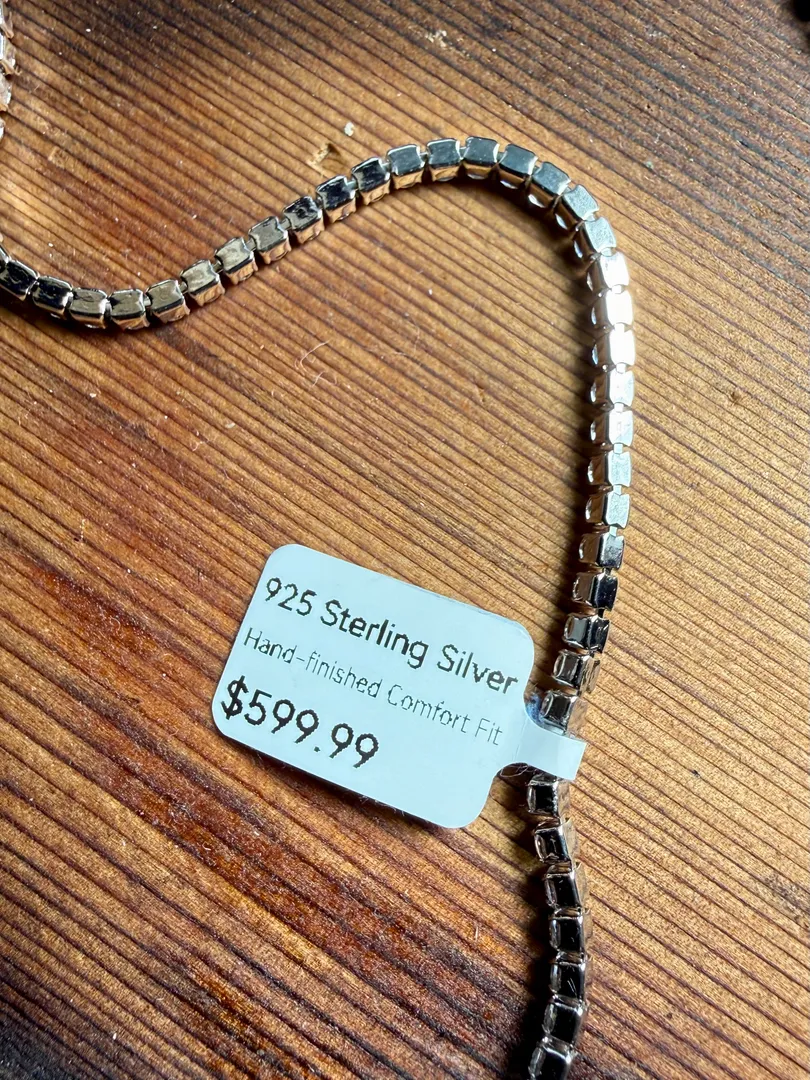 925 Sterling Silver
Hand-finished Comfort Fit
$599.99